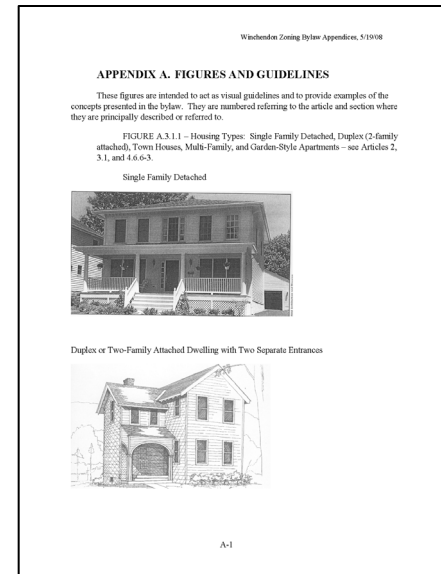 Winchendon Zoning Bylaw Appendices, 5/19/08
APPENDIX A. FIGURES AND GUIDELINES
These figures are intended to act as visual guidelines and to provide examples of the
concepts presented in the bylaw. They are numbered referring to the article and section where
they are principally described or referred to.
FIGURE A.3.1.1 – Housing Types: Single Family Detached, Duplex (2-family
attached), Town Houses, Multi-Family, and Garden-Style Apartments – see Articles 2,
3.1, and 4.6.6-3.
Single Family Detached
Duplex or Two-Family Attached Dwelling with Two Separate Entrances
A-1